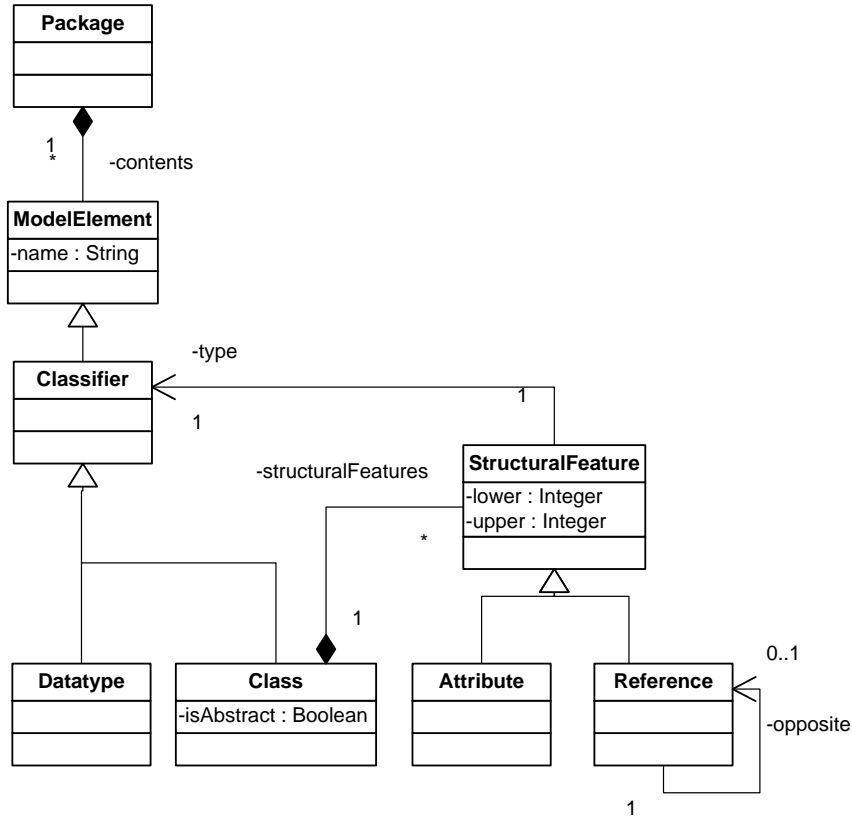 Package
1
*
-contents
ModelElement
-name : String
-type
Classifier
1
1
-structuralFeatures
StructuralFeature
-lower : Integer
-upper : Integer
*
1
0..1
Datatype
Class
Attribute
Reference
-isAbstract : Boolean
-opposite
1